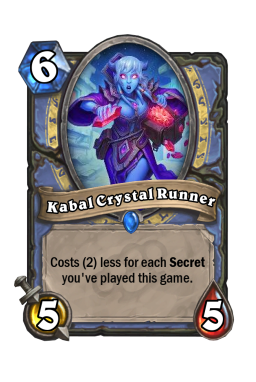 6
Kabal Crystal Runner
Costs (2) less for each Secret
you've played this game.
5 5